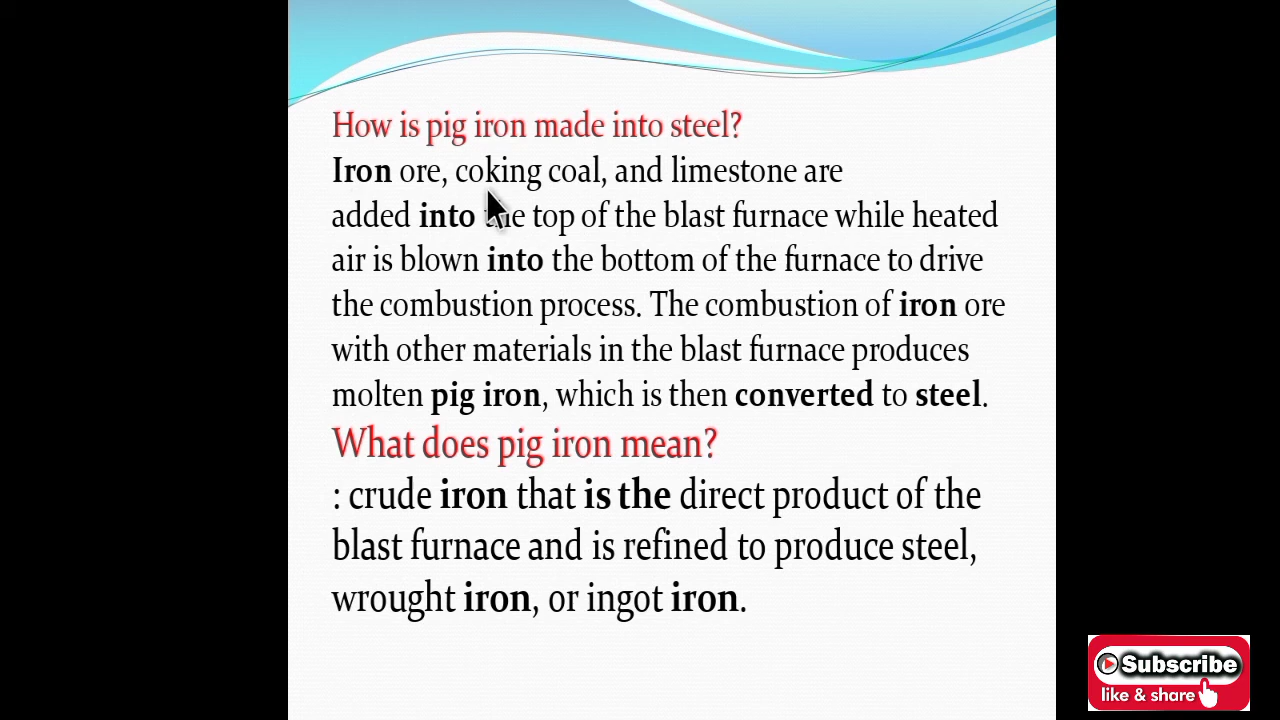 How is pig iron made into steel?
Iron ore, coking coal, and limestone are
added into the top of the blast furnace while heated
air is blown into the bottom of the furnace to drive
the combustion process. The combustion of iron ore
with other materials in the blast furnace produces
molten pig iron, which is then converted to steel.
What does pig iron mean?
: crude iron that is the direct product of the
blast furnace and is refined to produce steel,
wrought iron, or ingot iron.
Subscribe
like & share